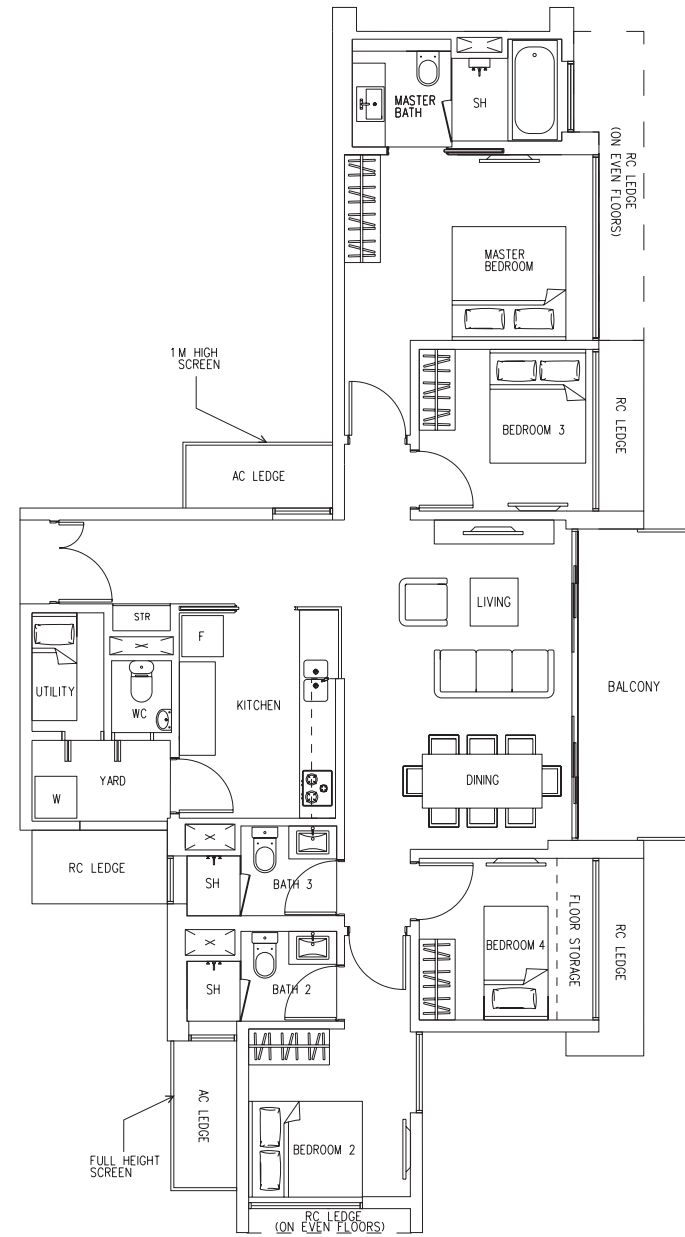 MASTER
BATH
SH
RC LEDGE
(ON EVEN FLOORS)
MASTER
BEDROOM
1M HIGH
SCREEN
BEDROOM 3
RC LEDGE
AC LEDGE
STR
F
LIVING
UTILITY
WC
KITCHEN
BALCONY
YARD
W
DINING
RC LEDGE
SH
BATH 3
BEDROOM 4
FLOOR STORAGE
RC LEDGE
SH
BATH 2
AC LEDGE
FULL HEIGHT
SCREEN
BEDROOM 2
RC LEDGE
(ON EVEN FLOORS)